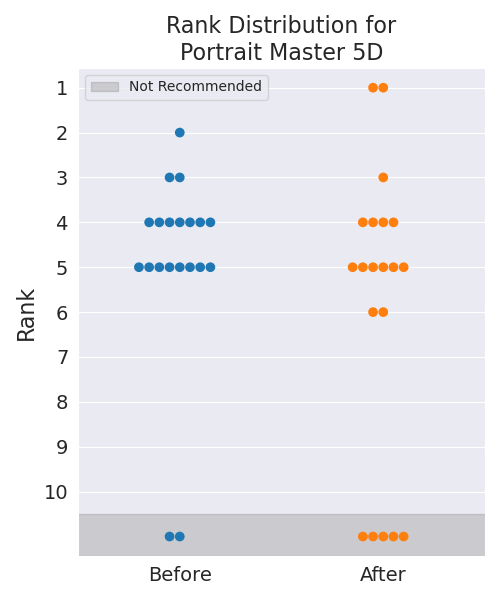 Rank Distribution for
Portrait Master 5D
Not Recommended
1
2
3
4
5
6
7
8
9
10
Rank
Before
After